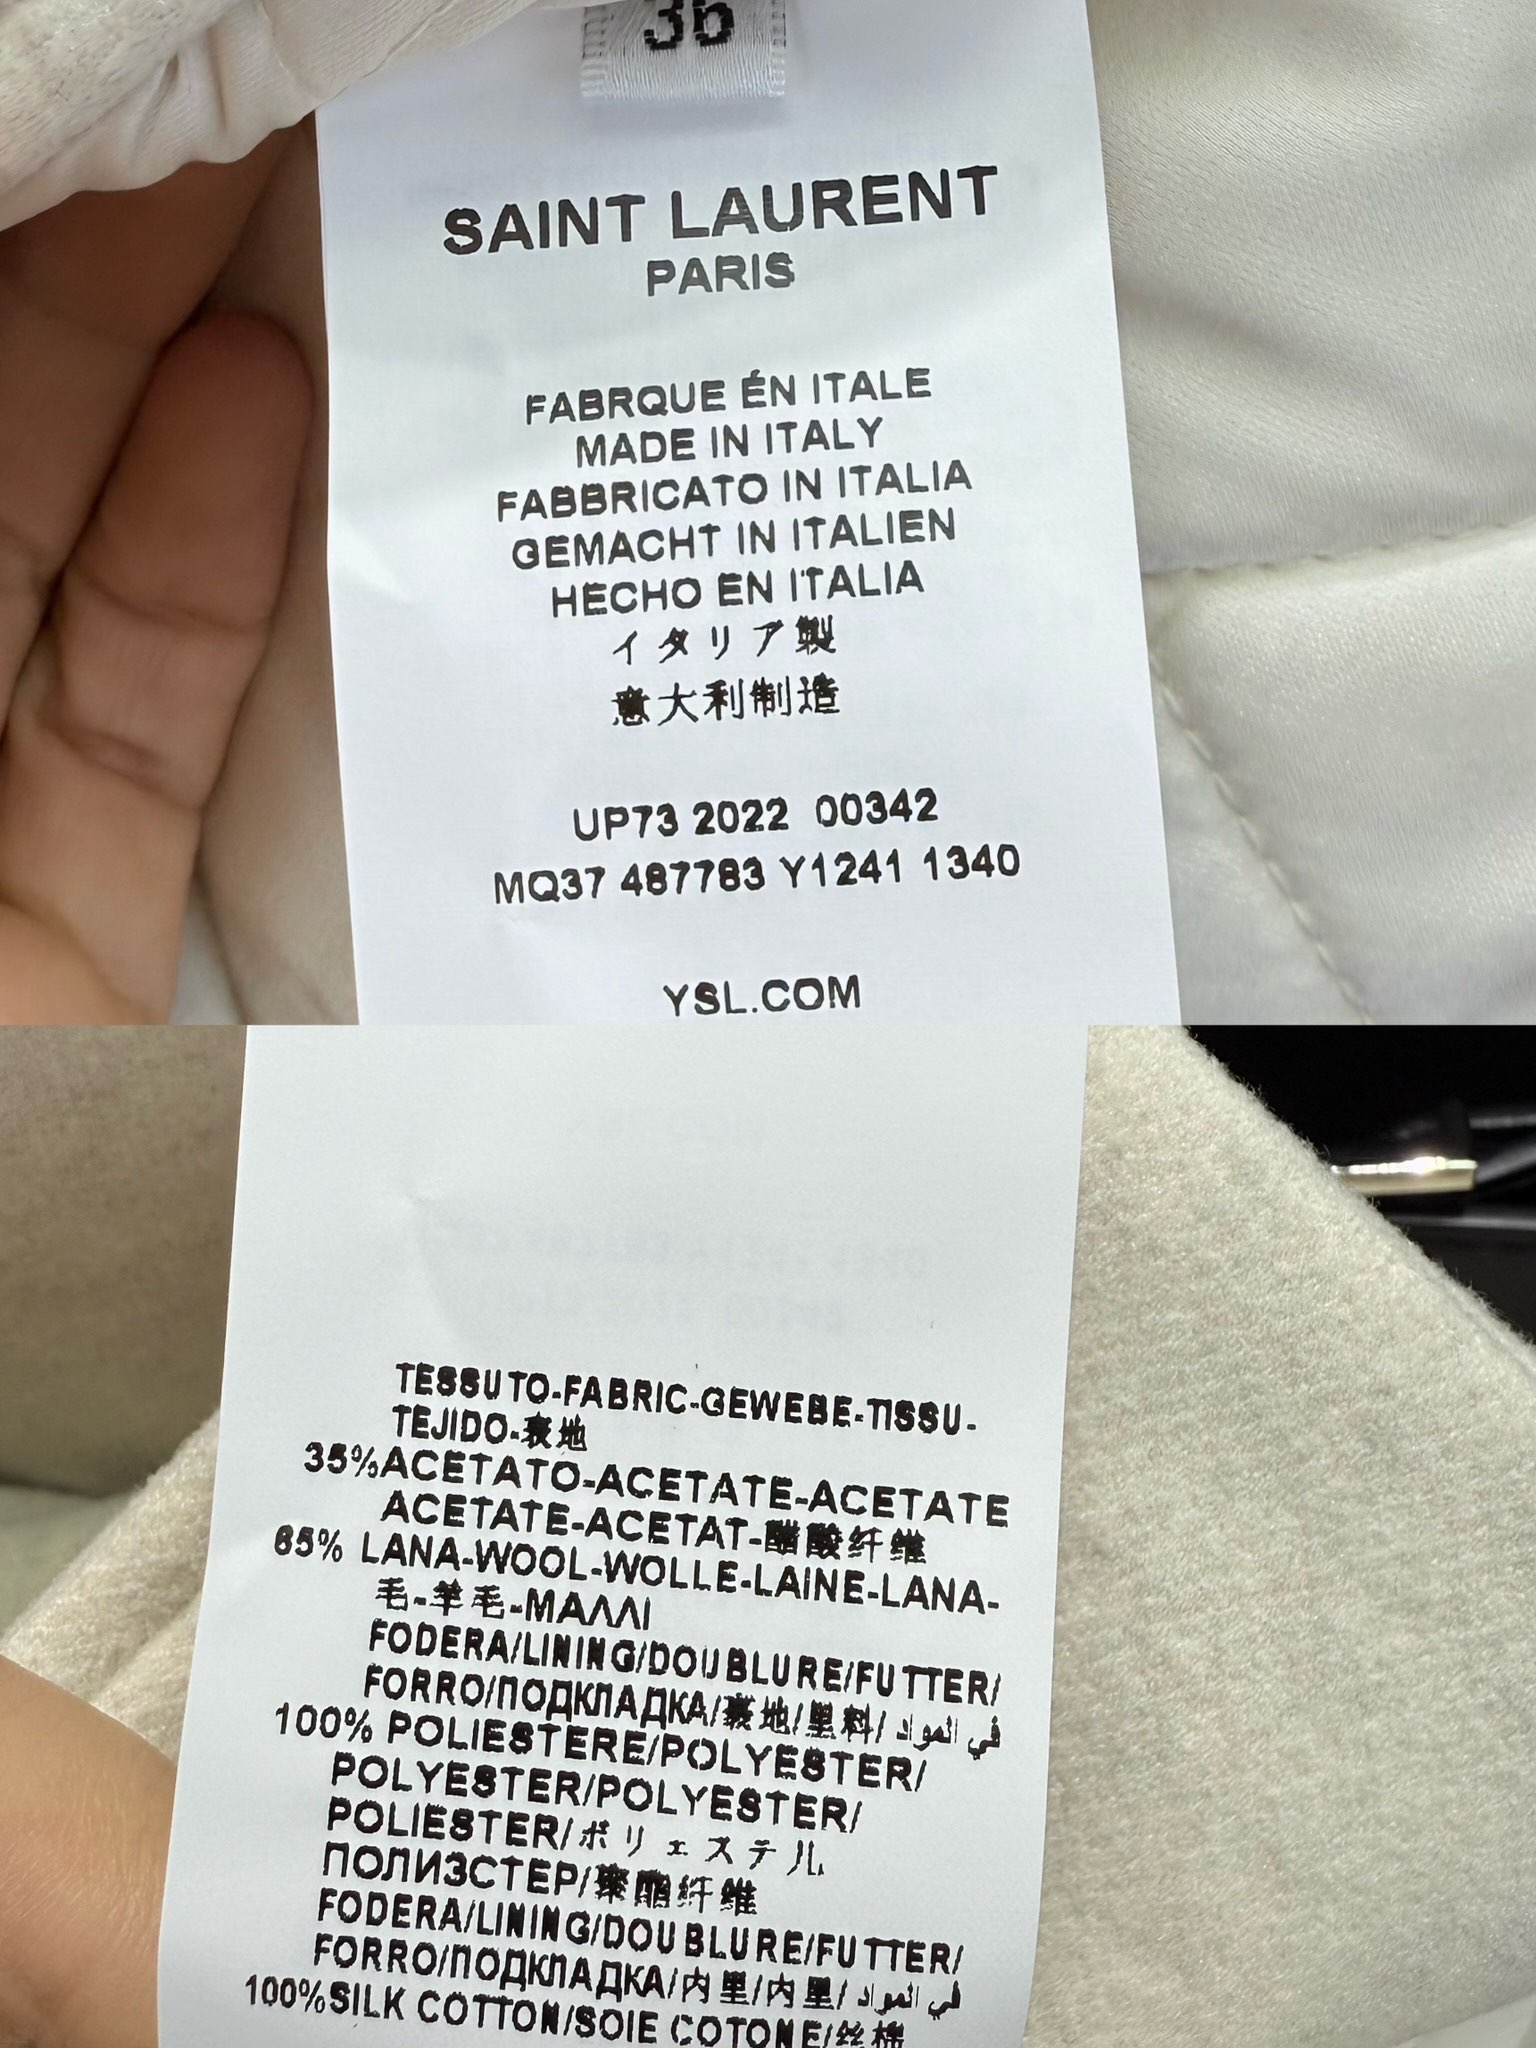 36
SAINT LAURENT
PARIS
FABRQUE ÉN ITALE
MADE IN ITALY
FABBRICATO IN ITALIA
GEMACHT IN ITALIEN
HECHO EN ITALIA
イタリア製
意大利制造
UP73 2022 00342
MQ37 487783 Y1241 1340
YSL.COM
TESSUTO-FABRIC-GEWEBE-TISSU-
TEJIDO-表地
35%ACETATO-ACETATE-ACETATE
ACETATE-ACETAT-醋酸纤维
65% LANA-WOOL-WOLLE-LAINE-LANA-
毛-羊毛-ΜΑΛΛΙ
FODERA/LINING/DOUBLURE/FUTTER/
FORRO/ПОДКЛАДКА/裏地/里料/في المواد
100% POLIESTERE/POLYESTER/
POLYESTER/POLYESTER/
POLIESTER/ポリェステル
ПОЛИЗСТЕР/聚酯纤维
FODERA/LINING/DOUBLURE/FUTTER/
FORRO/ПОДКЛАДКА/内里/内里/في المواد
100%SILK COTTON/SOIE COTONE/丝棉